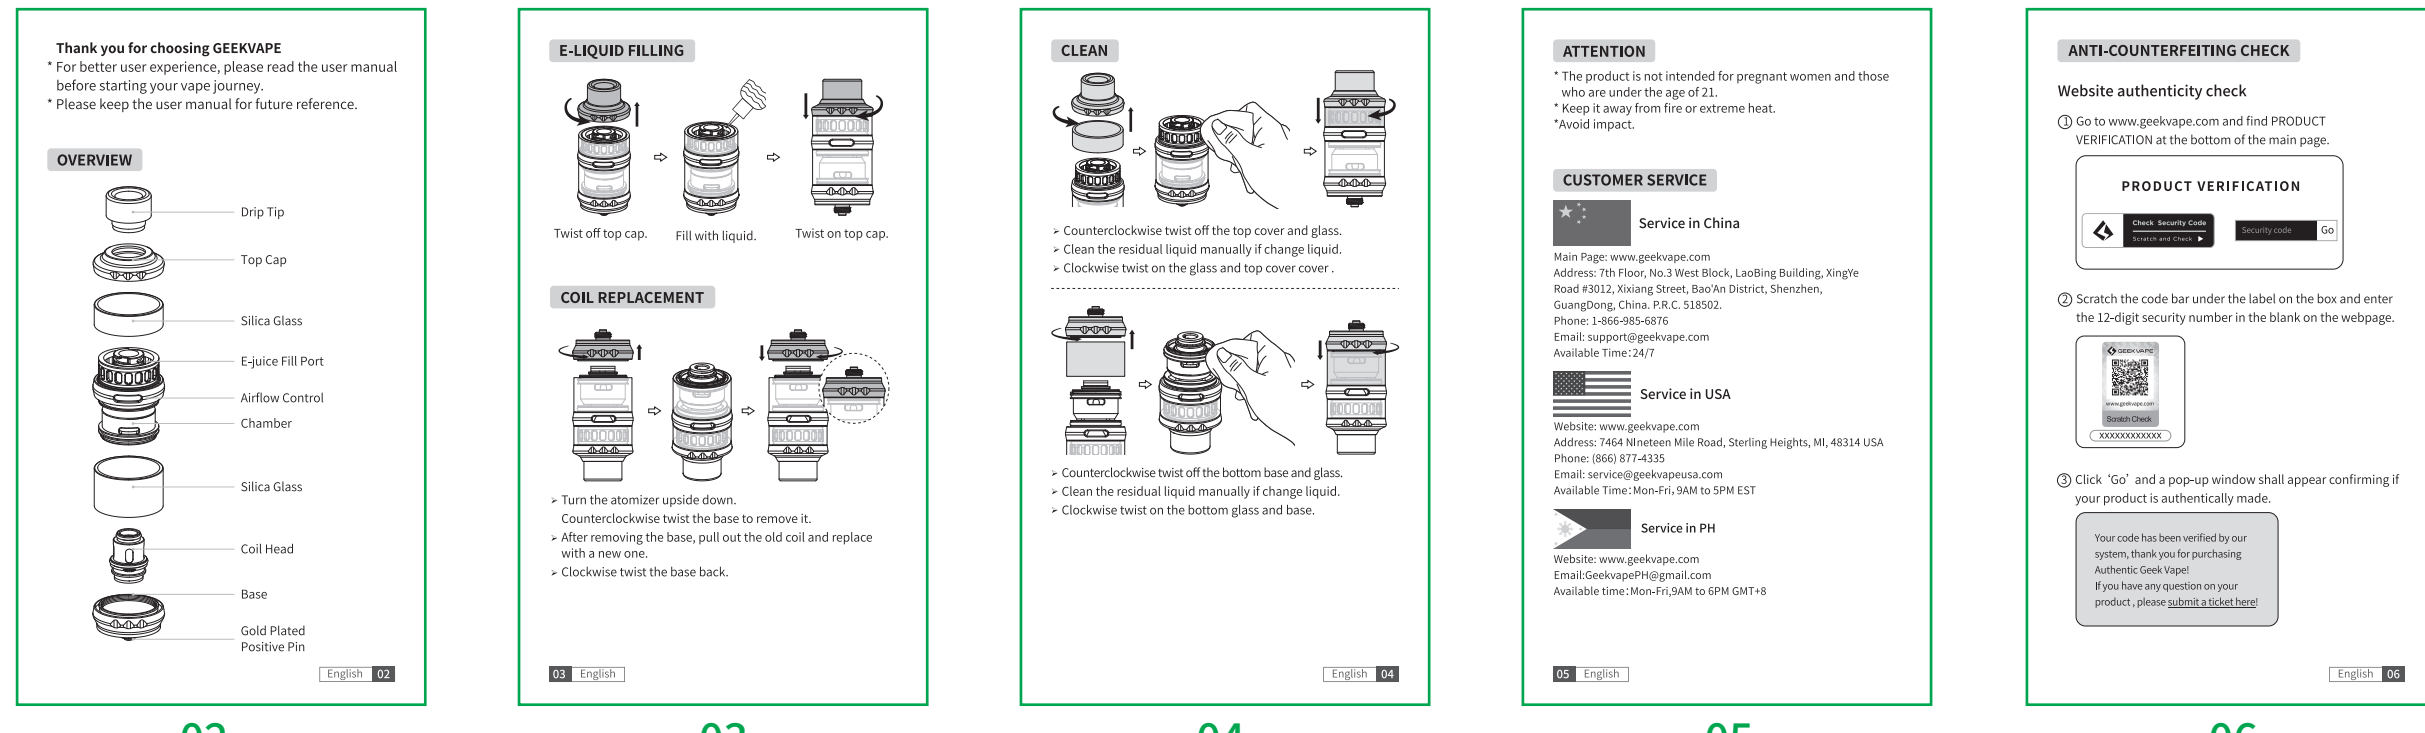 Thank you for choosing GEEKVAPE
* For better user experience, please read the user manual
before starting your vape journey.
* Please keep the user manual for future reference.
OVERVIEW
Drip Tip
Top Cap
Silica Glass
E-juice Fill Port
Airflow Control
Chamber
Silica Glass
Coil Head
Base
Gold Plated
Positive Pin
English 02
E-LIQUID FILLING
Twist off top cap.
Fill with liquid.
Twist on top cap.
COIL REPLACEMENT
➢ Turn the atomizer upside down.
Counterclockwise twist the base to remove it.
➢ After removing the base, pull out the old coil and replace
with a new one.
➢ Clockwise twist the base back.
03 English
CLEAN
➢ Counterclockwise twist off the top cover and glass.
➢ Clean the residual liquid manually if change liquid.
➢ Clockwise twist on the glass and top cover cover .
➢ Counterclockwise twist off the bottom base and glass.
➢ Clean the residual liquid manually if change liquid.
➢ Clockwise twist on the bottom glass and base.
English 04
ATTENTION
* The product is not intended for pregnant women and those
who are under the age of 21.
* Keep it away from fire or extreme heat.
*Avoid impact.
CUSTOMER SERVICE
Service in China
Main Page: www.geekvape.com
Address: 7th Floor, No.3 West Block, LaoBing Building, XingYe
Road #3012, Xixiang Street, Bao'An District, Shenzhen,
GuangDong, China. P.R.C. 518502.
Phone: 1-866-985-6876
Email: support@geekvape.com
Available Time:24/7
Service in USA
Website: www.geekvape.com
Address: 7464 NIneteen Mile Road, Sterling Heights, MI, 48314 USA
Phone: (866) 877-4335
Email: service@geekvapeusa.com
Available Time:Mon-Fri, 9AM to 5PM EST
Service in PH
Website: www.geekvape.com
Email:GeekvapePH@gmail.com
Available time:Mon-Fri,9AM to 6PM GMT+8
05 English
ANTI-COUNTERFEITING CHECK
Website authenticity check
① Go to www.geekvape.com and find PRODUCT
VERIFICATION at the bottom of the main page.
PRODUCT VERIFICATION
Check Security Code
Scratch and Check ▶
Security code Go
② Scratch the code bar under the label on the box and enter
the 12-digit security number in the blank on the webpage.
GEEK VAPE
www.geekvape.com
Scratch Check
XXXXXXXXXXXX
③ Click ‘Go’ and a pop-up window shall appear confirming if
your product is authentically made.
Your code has been verified by our
system, thank you for purchasing
Authentic Geek Vape!
If you have any question on your
product , please submit a ticket here!
English 06
02 03 04 05 06